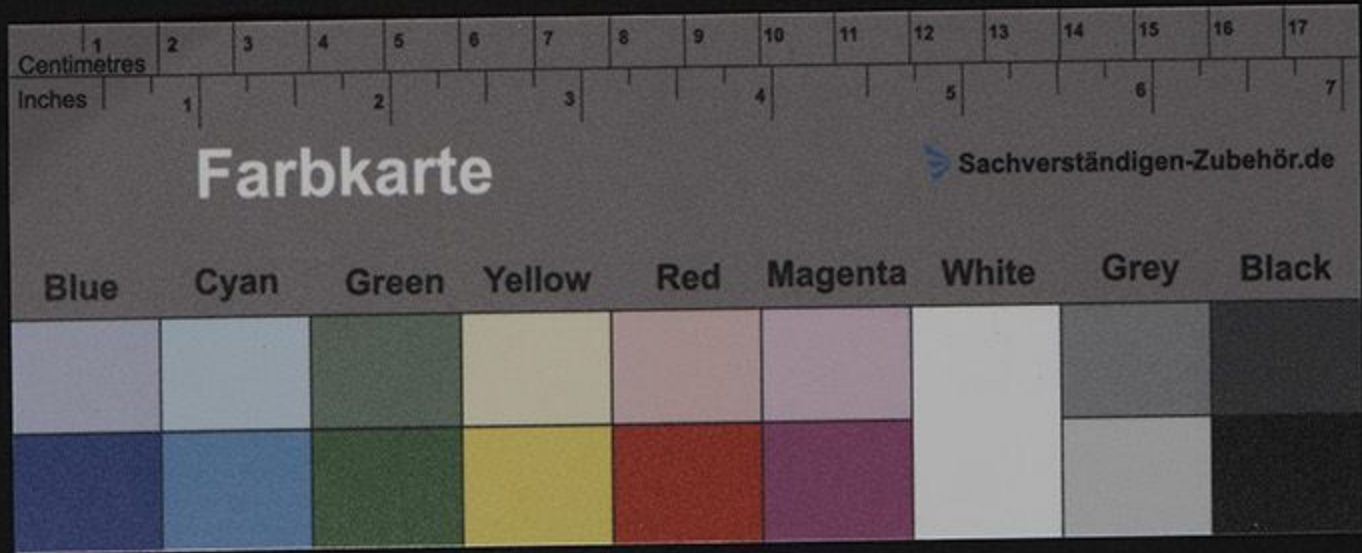 1 2 3 4 5 6 7 8 9 10 11 12 13 14 15 16 17
Centimetres
Inches 1 2 3 4 5 6 7
Farbkarte
Sachverständigen-Zubehör.de
Blue Cyan Green Yellow Red Magenta White Grey Black